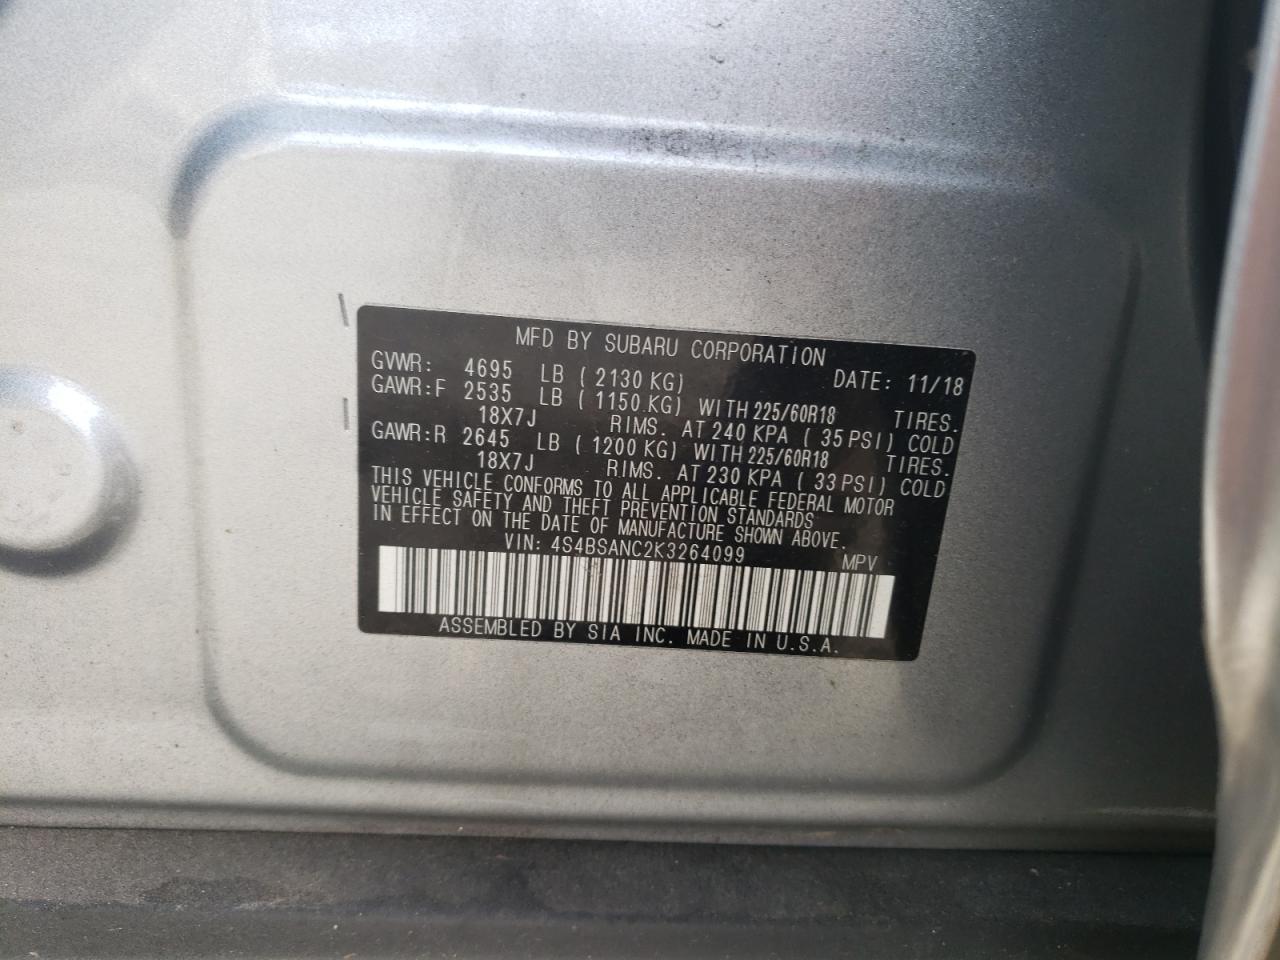 MFD BY SUBARU CORPORATION
GVWR: 4695 LB ( 2130 KG) DATE: 11/18
GAWR:F 2535 LB ( 1150 KG) WITH 225/60R18 TIRES.
18X7J RIMS. AT 240 KPA ( 35 PSI) COLD
GAWR:R 2645 LB ( 1200 KG) WITH 225/60R18 TIRES.
18X7J RIMS. AT 230 KPA ( 33 PSI) COLD
THIS VEHICLE CONFORMS TO ALL APPLICABLE FEDERAL MOTOR
VEHICLE SAFETY AND THEFT PREVENTION STANDARDS
IN EFFECT ON THE DATE OF MANUFACTURE SHOWN ABOVE.
VIN: 4S4BSANC2K3264099 MPV
ASSEMBLED BY SIA INC. MADE IN U.S.A.